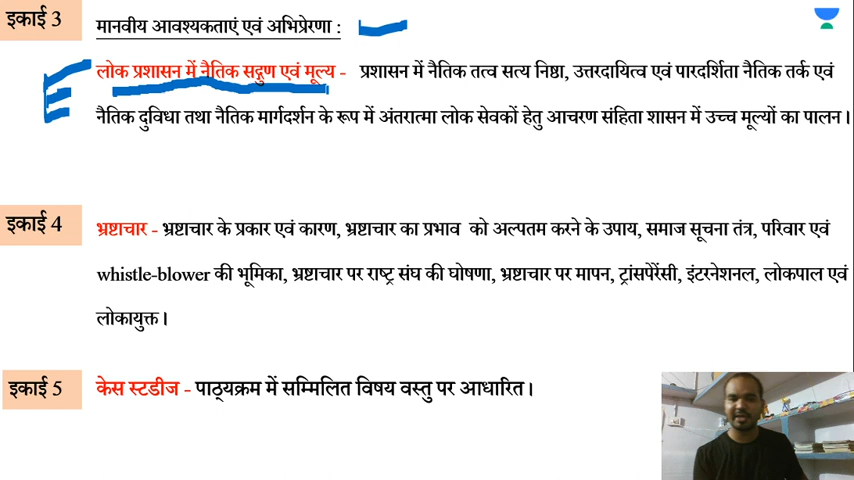 इकाई 3
मानवीय आवश्यकताएं एवं अभिप्रेरणा :
लोक प्रशासन में नैतिक सद्गुण एवं मूल्य - प्रशासन में नैतिक तत्व सत्य निष्ठा, उत्तरदायित्व एवं पारदर्शिता नैतिक तर्क एवं
नैतिक दुविधा तथा नैतिक मार्गदर्शन के रूप में अंतरात्मा लोक सेवकों हेतु आचरण संहिता शासन में उच्च मूल्यों का पालन।
इकाई 4
भ्रष्टाचार - भ्रष्टाचार के प्रकार एवं कारण, भ्रष्टाचार का प्रभाव को अल्पतम करने के उपाय, समाज सूचना तंत्र, परिवार एवं
whistle-blower की भूमिका, भ्रष्टाचार पर राष्ट्र संघ की घोषणा, भ्रष्टाचार पर मापन, ट्रांसपेरेंसी, इंटरनेशनल, लोकपाल एवं
लोकायुक्त।
इकाई 5
केस स्टडीज - पाठ्यक्रम में सम्मिलित विषय वस्तु पर आधारित।